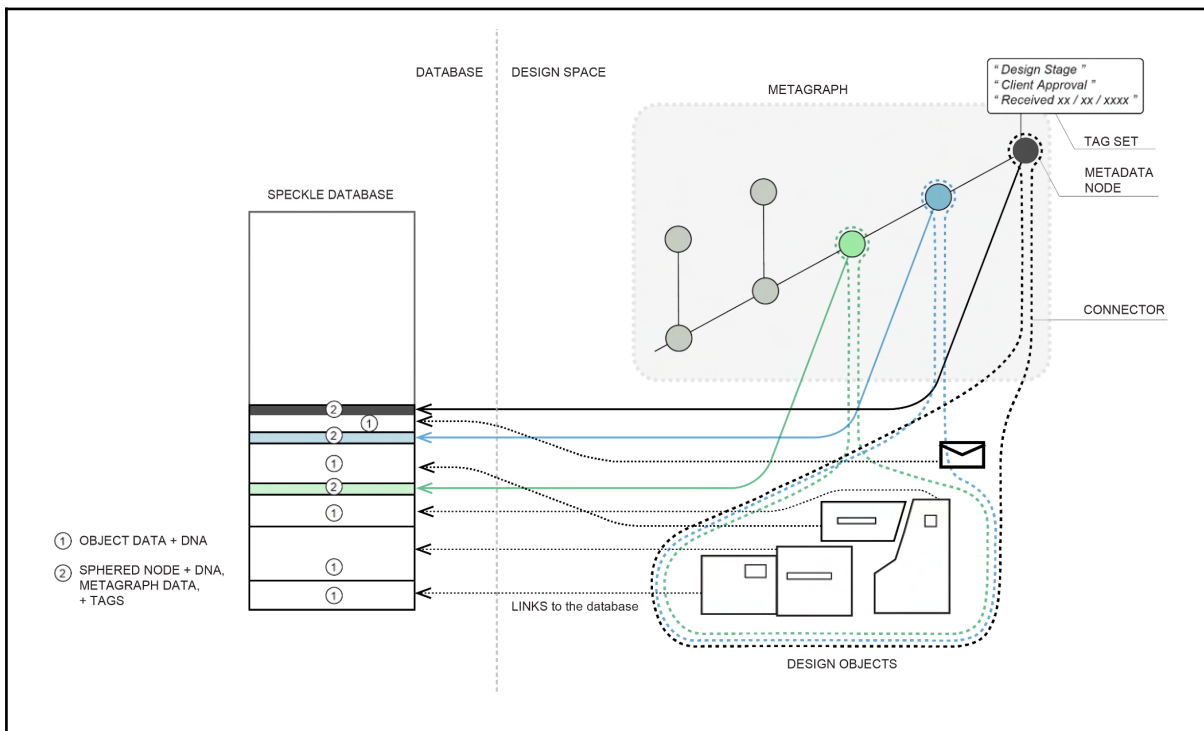 DATABASE
DESIGN SPACE
METAGRAPH
“ Design Stage ”
“ Client Approval ”
“ Received xx / xx / xxxx ”
TAG SET
METADATA
NODE
SPECKLE DATABASE
CONNECTOR
2
1
2
1
2
1
1
1
1 OBJECT DATA + DNA
2 SPHERED NODE + DNA,
METAGRAPH DATA,
+ TAGS
LINKS to the database
DESIGN OBJECTS